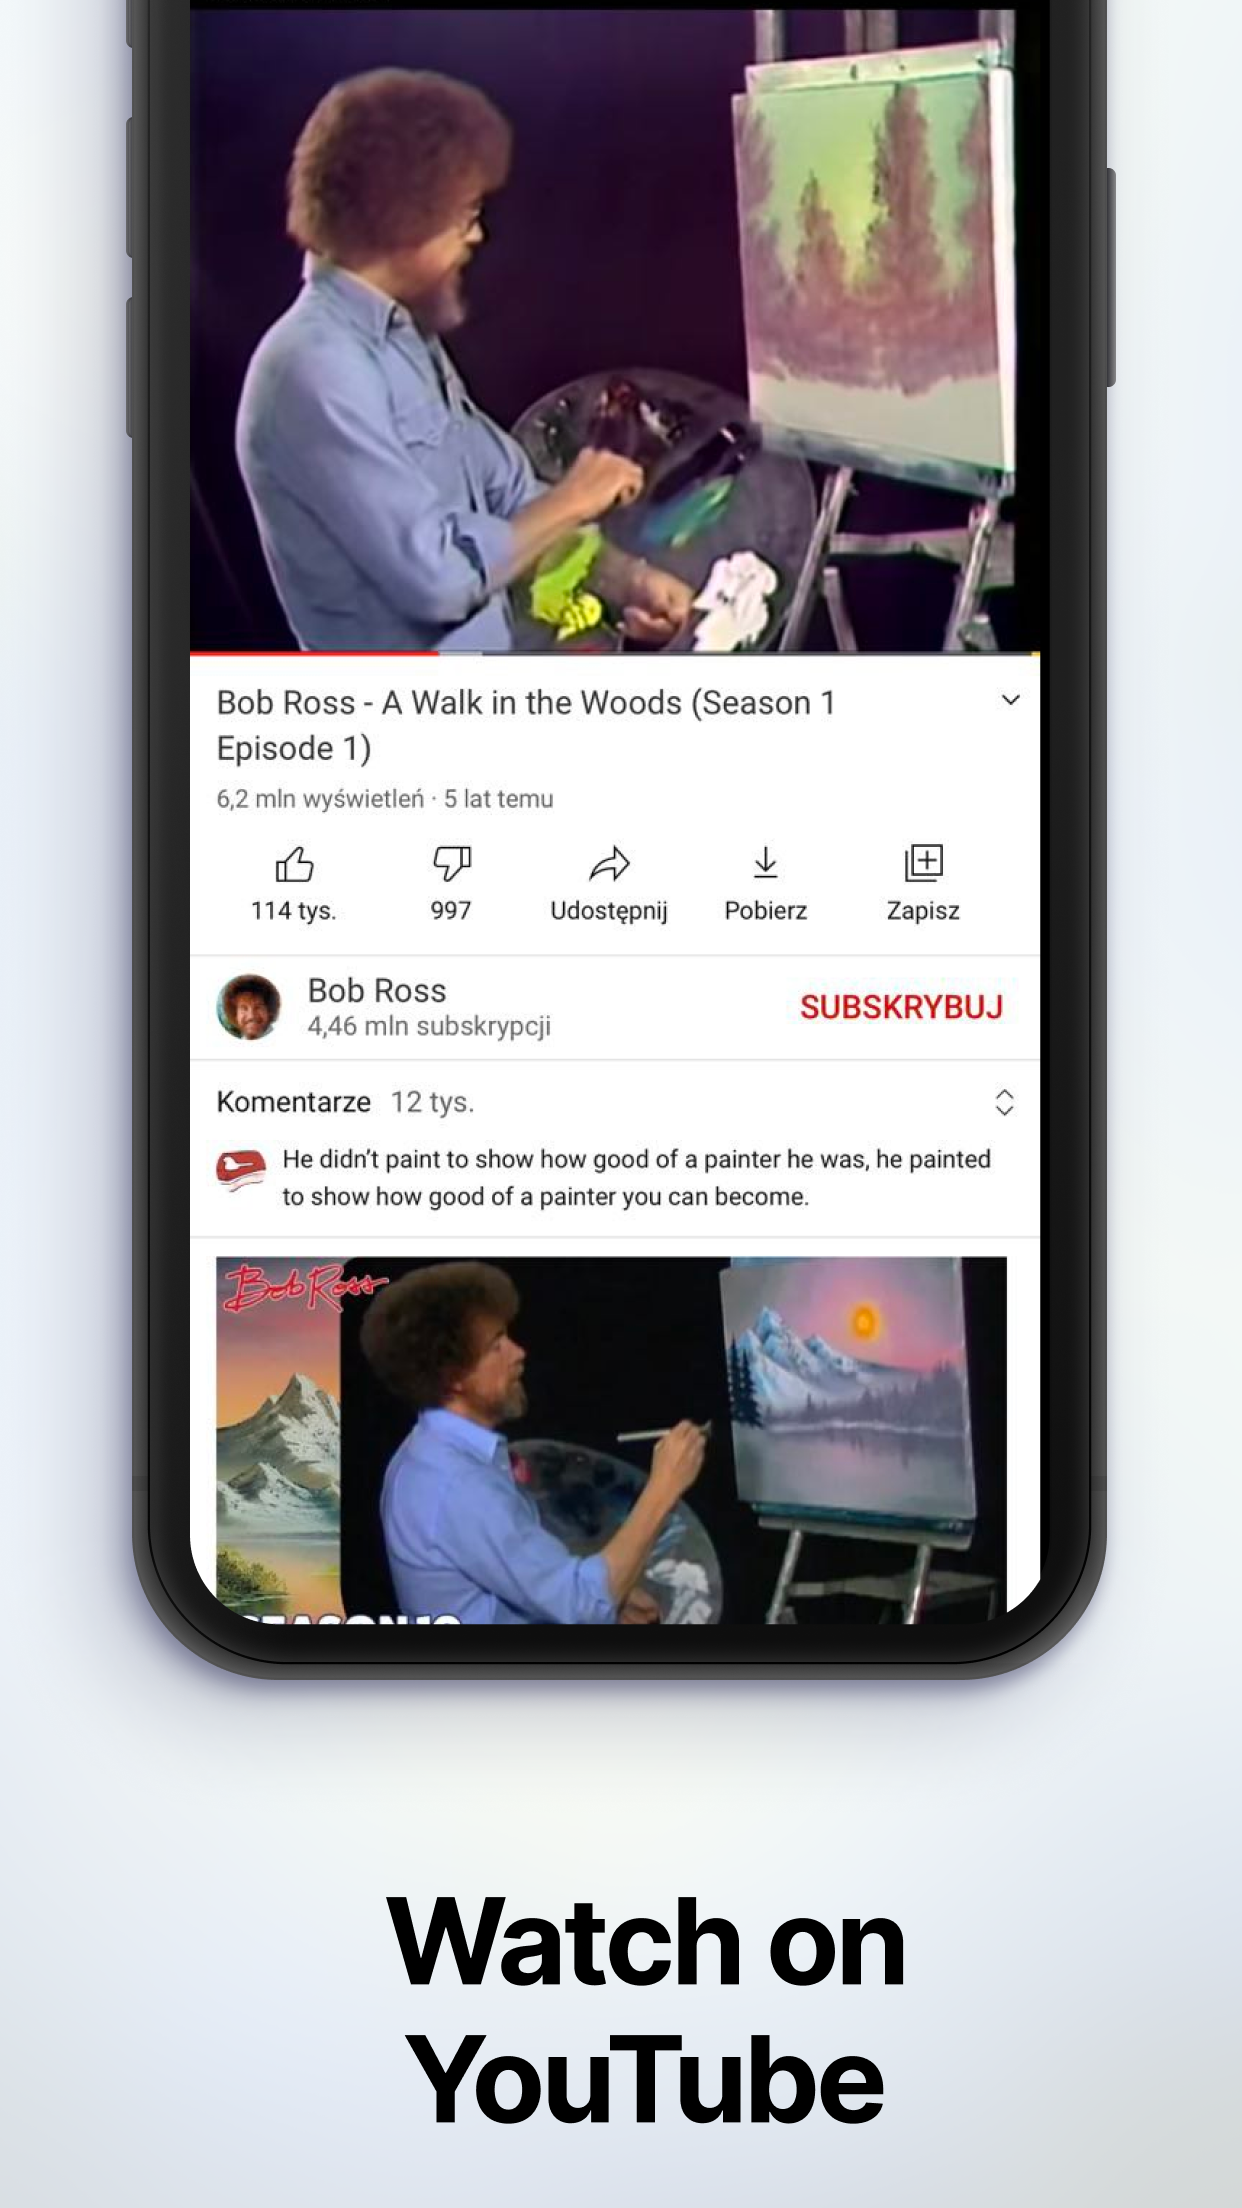 Bob Ross - A Walk in the Woods (Season 1
Episode 1)
6,2 mln wyświetleń · 5 lat temu
114 tys.
997
Udostępnij
Pobierz
Zapisz
Bob Ross
4,46 mln subskrypcji
SUBSKRYBUJ
Komentarze 12 tys.
He didn’t paint to show how good of a painter he was, he painted
to show how good of a painter you can become.
Bob Ross
Watch on
YouTube